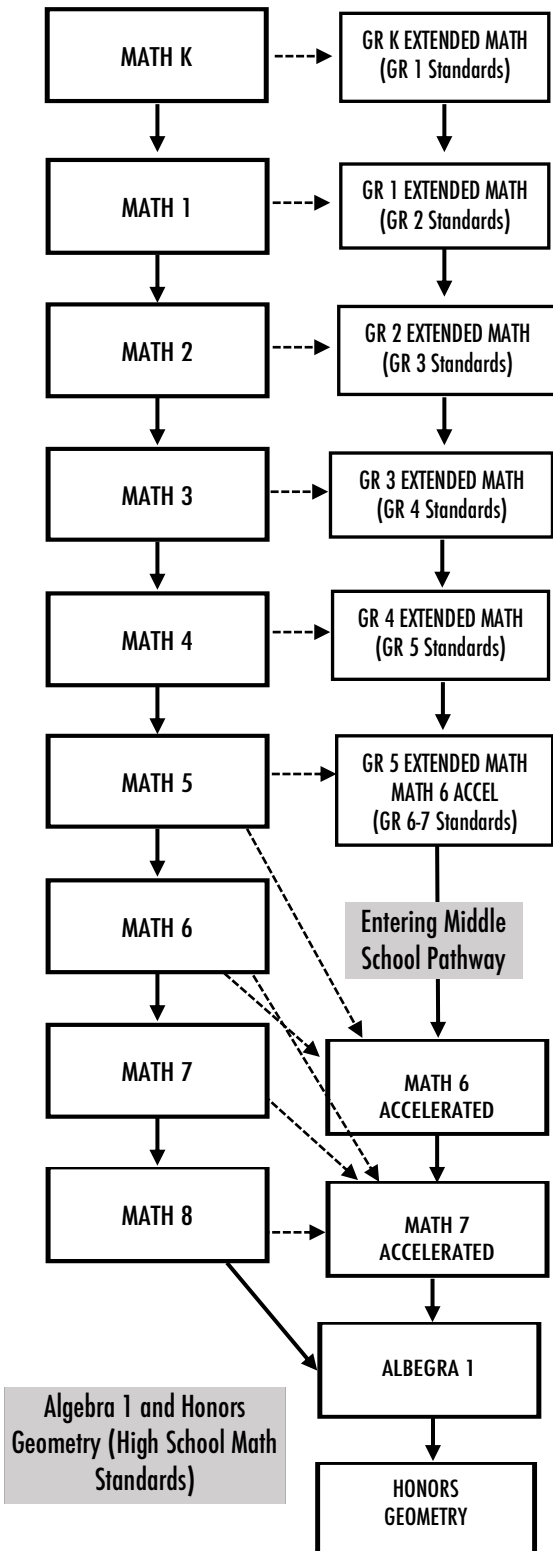 MATH K
GR K EXTENDED MATH
(GR 1 Standards)
MATH 1
GR 1 EXTENDED MATH
(GR 2 Standards)
MATH 2
GR 2 EXTENDED MATH
(GR 3 Standards)
MATH 3
GR 3 EXTENDED MATH
(GR 4 Standards)
MATH 4
GR 4 EXTENDED MATH
(GR 5 Standards)
MATH 5
GR 5 EXTENDED MATH
MATH 6 ACCEL
(GR 6-7 Standards)
MATH 6
Entering Middle
School Pathway
MATH 7
MATH 6
ACCELERATED
MATH 8
MATH 7
ACCELERATED
ALBEGRA 1
Algebra 1 and Honors
Geometry (High School Math
Standards)
HONORS
GEOMETRY